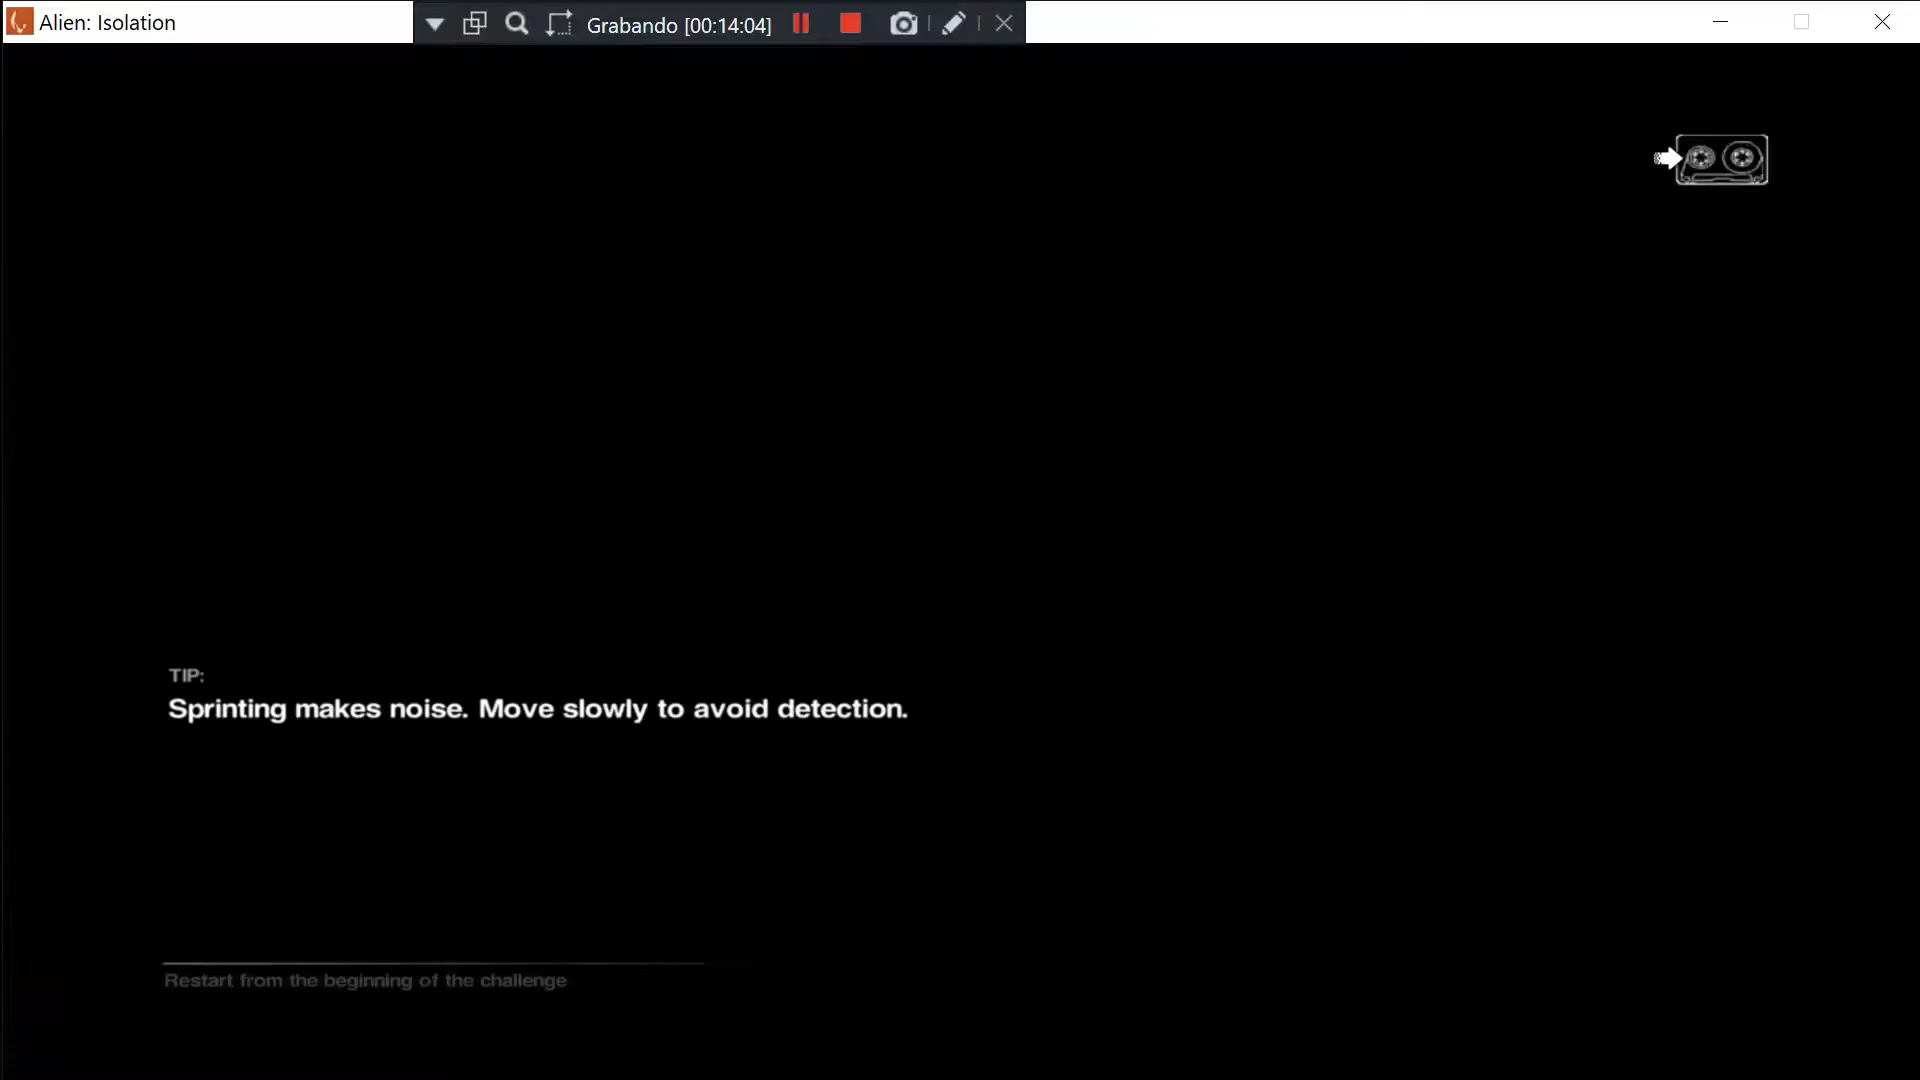 Alien: Isolation
Grabando [00:14:04]
TIP:
Sprinting makes noise. Move slowly to avoid detection.
Restart from the beginning of the challenge